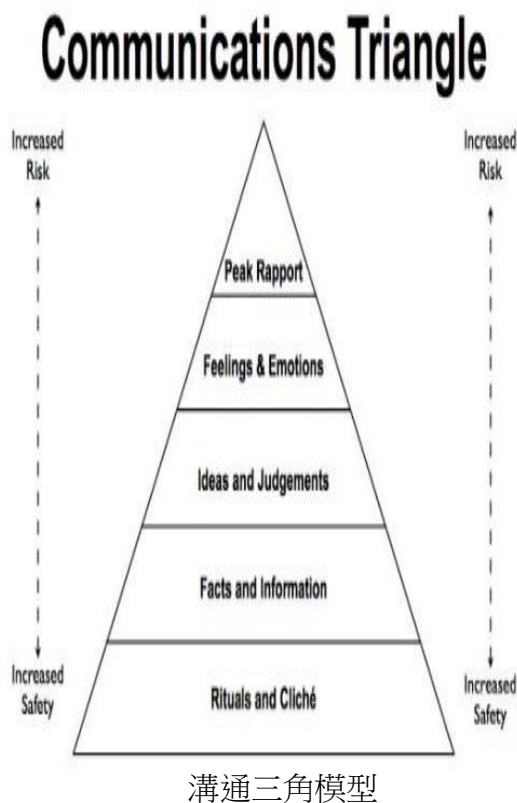 Communications Triangle
Increased
Risk
Increased
Risk
Peak Rapport
Feelings & Emotions
Ideas and Judgements
Facts and Information
Rituals and Cliché
Increased
Safety
Increased
Safety
溝通三角模型